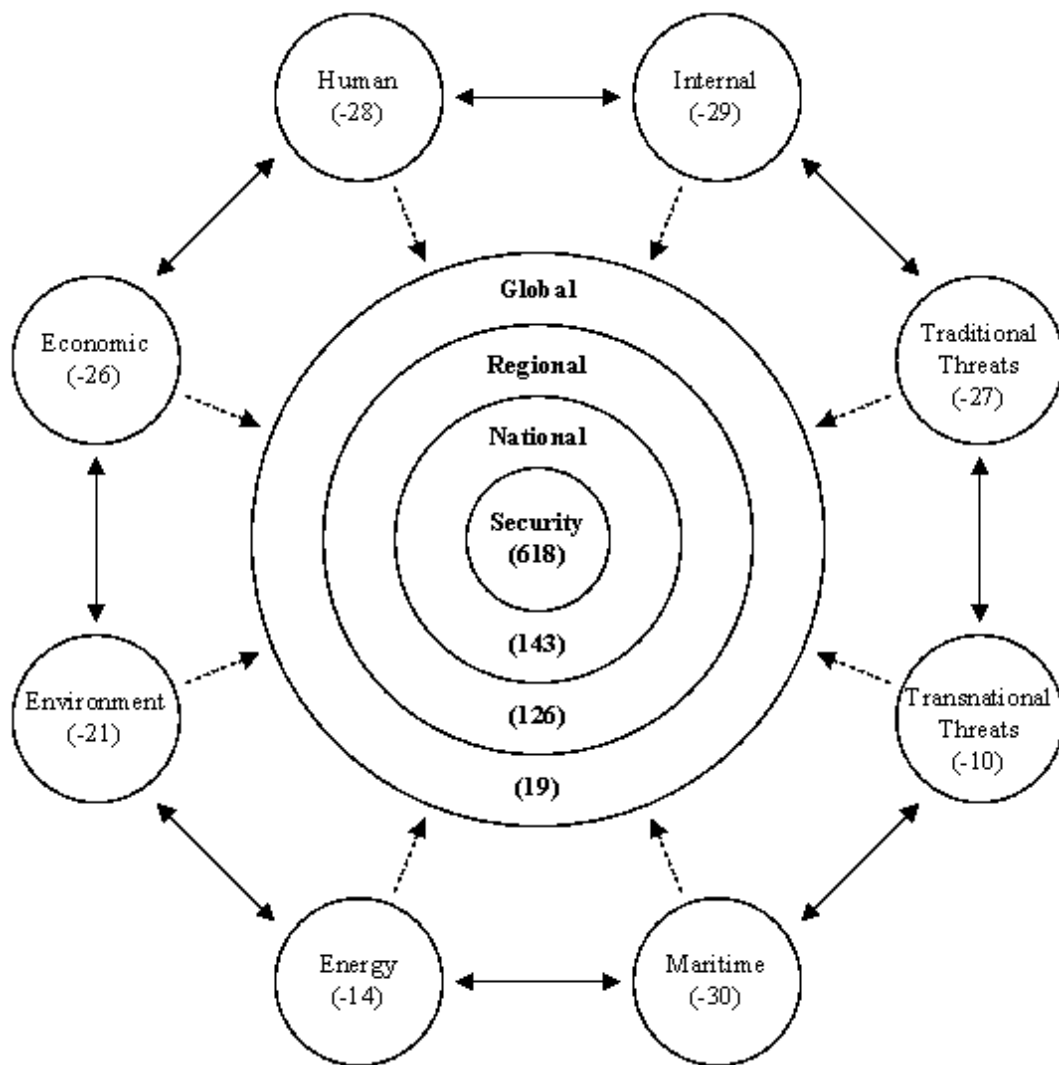 Human
(-28)
Internal
(-29)
Global
Economic
(-26)
Traditional
Threats
(-27)
Regional
National
Security
(618)
(143)
Environment
(-21)
Transnational
Threats
(-10)
(126)
(19)
Energy
(-14)
Maritime
(-30)